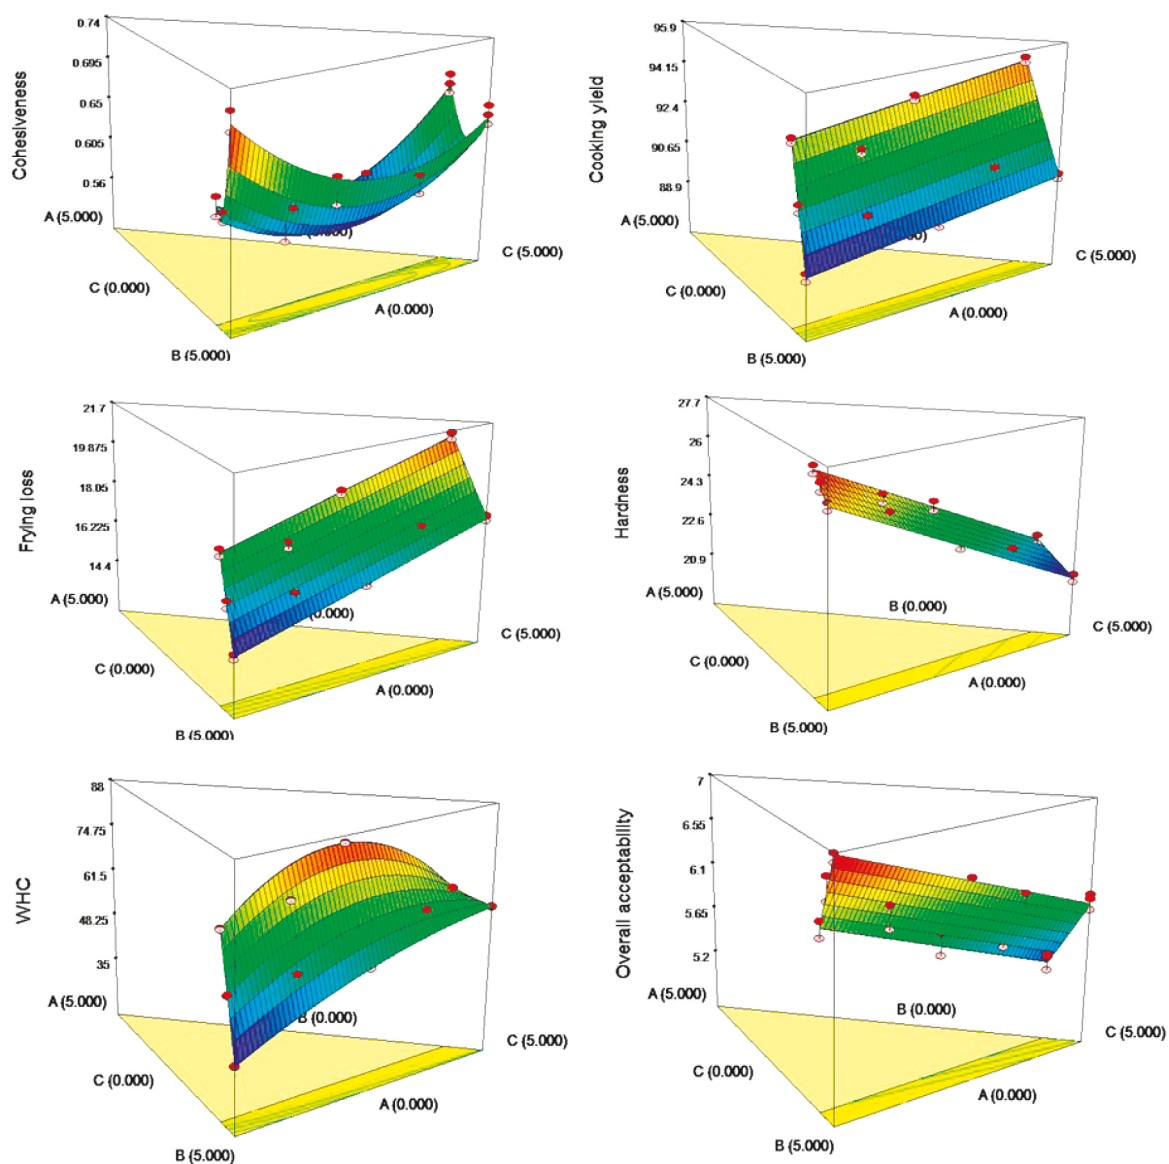 Cohesiveness
0.74
0.695
0.65
0.605
0.56
A (5.000)
C (0.000)
B (5.000)
A (0.000)
C (5.000)
Cooking yield
95.9
94.15
92.4
90.65
88.9
A (5.000)
C (0.000)
B (5.000)
A (0.000)
C (5.000)
Frying loss
21.7
19.875
18.05
16.225
14.4
A (5.000)
C (0.000)
(0.000)
B (5.000)
A (0.000)
C (5.000)
Hardness
27.7
26
24.3
22.6
20.9
A (5.000)
C (0.000)
B (0.000)
B (5.000)
A (0.000)
C (5.000)
WHC
88
74.75
61.5
48.25
35
A (5.000)
C (0.000)
B (0.000)
B (5.000)
A (0.000)
C (5.000)
Overall acceptability
7
6.55
6.1
5.65
5.2
A (5.000)
C (0.000)
B (0.000)
B (5.000)
A (0.000)
C (5.000)